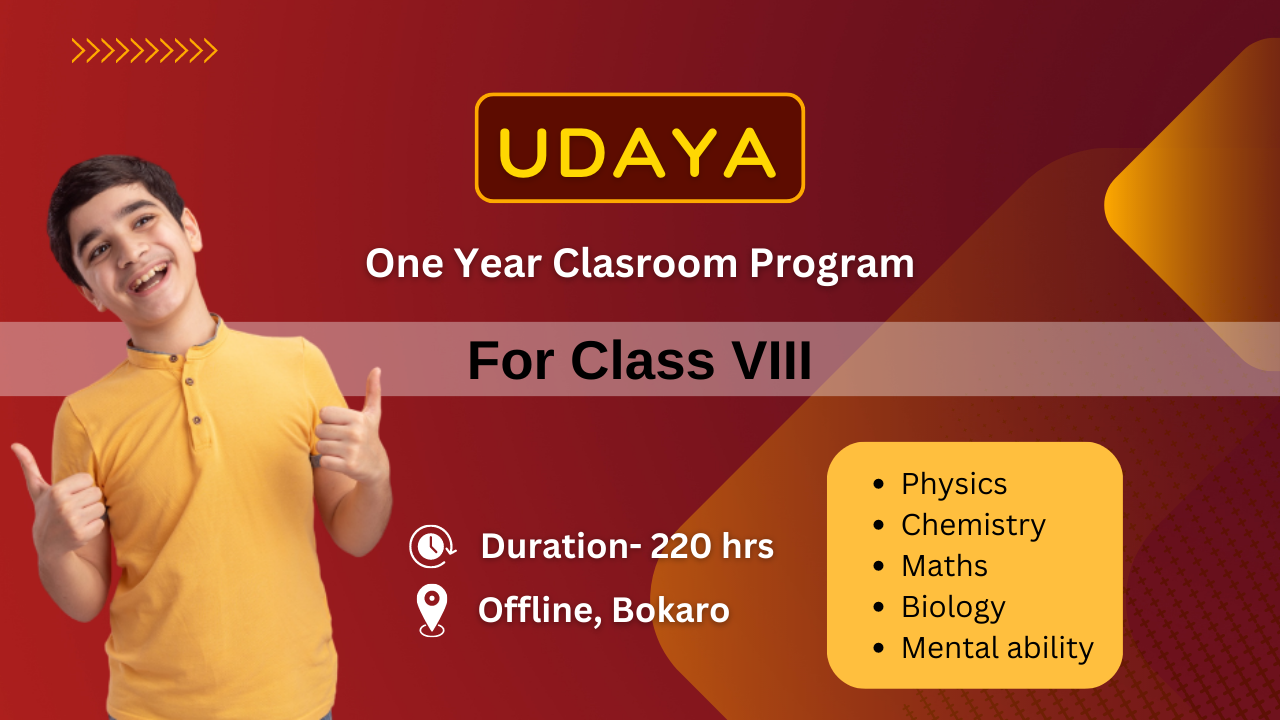 UDAYA
One Year Clasroom Program
For Class VIII
Duration- 220 hrs
Offline, Bokaro
• Physics
• Chemistry
• Maths
• Biology
• Mental ability